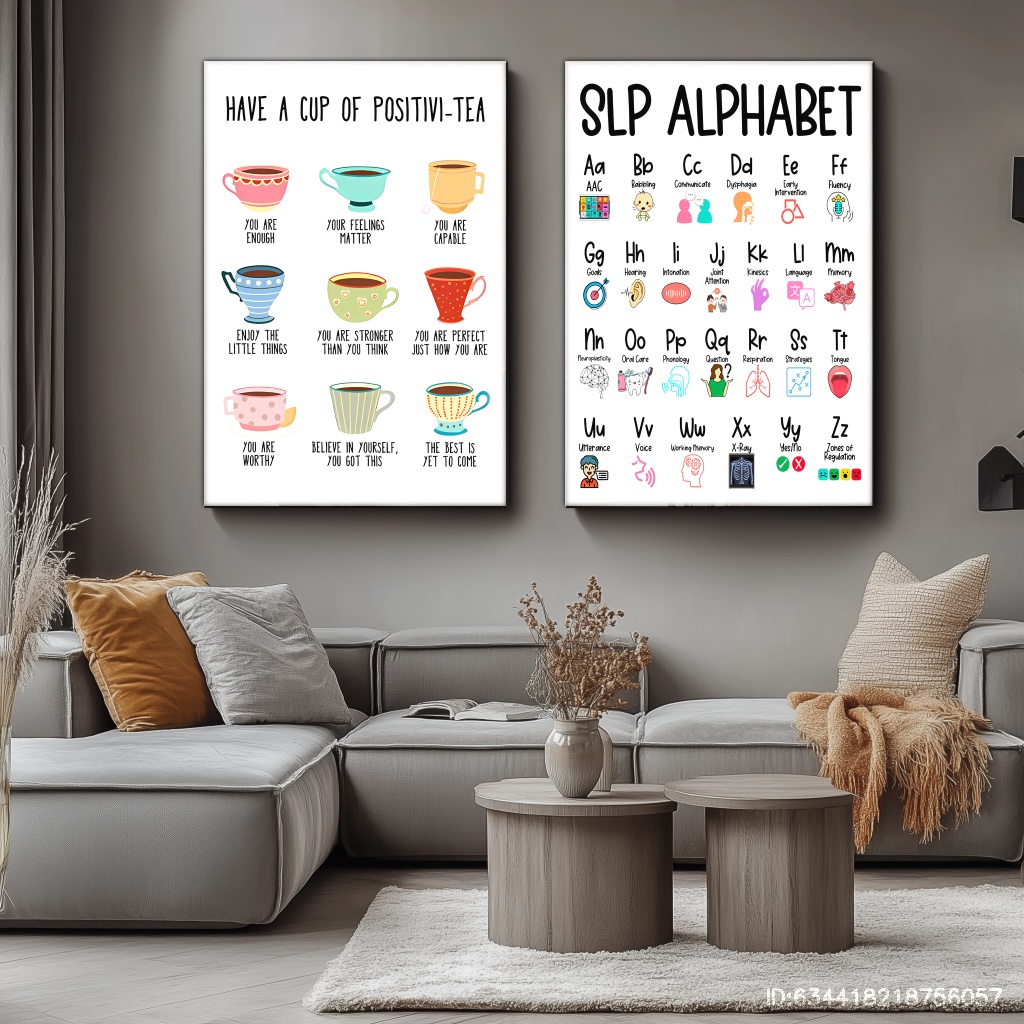 HAVE A CUP OF POSITIVI-TEA
YOU ARE
ENOUGH
YOUR FEELINGS
MATTER
YOU ARE
CAPABLE
ENJOY THE
LITTLE THINGS
YOU ARE STRONGER
THAN YOU THINK
YOU ARE PERFECT
JUST HOW YOU ARE
YOU ARE
WORTHY
BELIEVE IN YOURSELF,
YOU GOT THIS
THE BEST IS
YET TO COME
SLP ALPHABET
Aa
AAC
Bb
Babbling
Cc
Communicate
Dd
Dysphagia
Ee
Early
Intervention
Ff
Fluency
Gg
Goals
Hh
Hearing
Ii
Intonation
Jj
Joint
Attention
Kk
Kinesics
Ll
Language
文
A
Mm
Memory
Nn
Neuroplasticity
Oo
Oral Care
Pp
Phonology
Qq
Question
?
Rr
Respiration
Ss
Strategies
Tt
Tongue
Uu
Utterance
Vv
Voice
Ww
Working Memory
Xx
X-Ray
Yy
Yes/No
Zz
Zones of
Regulation
ID:634418218756057